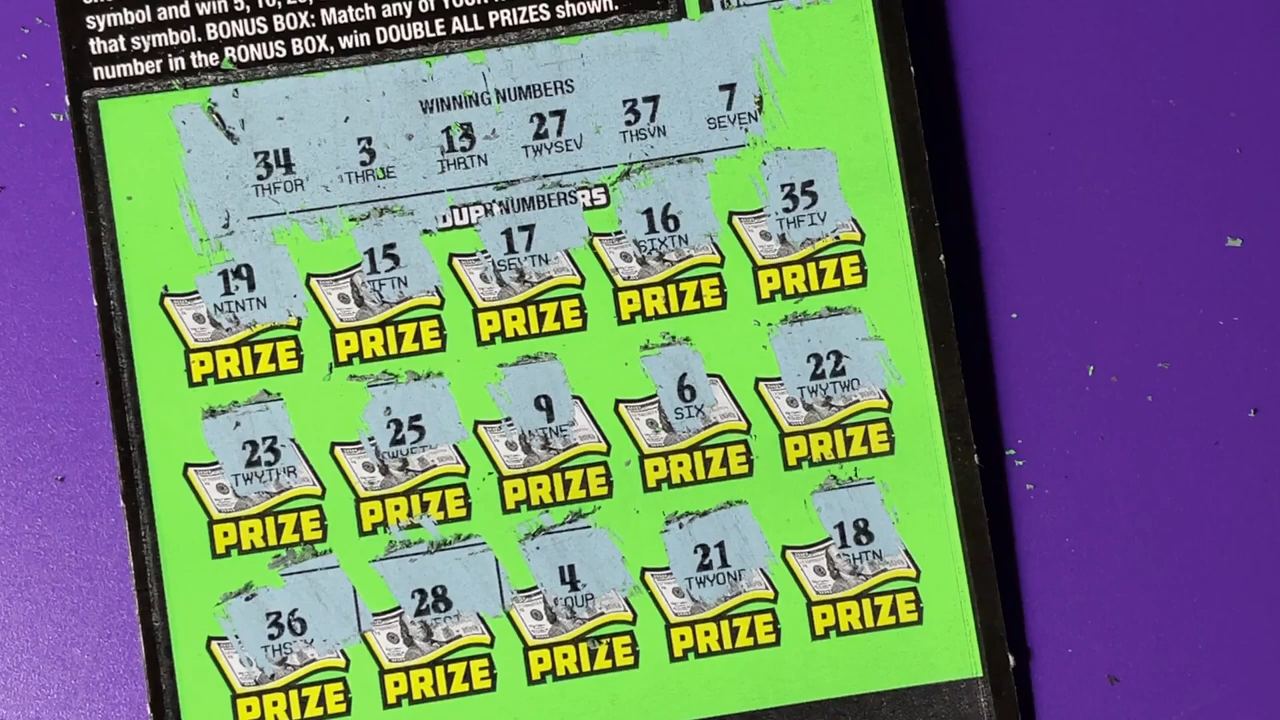 symbol and win 5, 10,
that symbol. BONUS BOX: Match any of YOUR
number in the BONUS BOX, win DOUBLE ALL PRIZES shown.
WINNING NUMBERS
34 3 13 27 37 7
THFOR THREE THRTN TWYSEV THSVN SEVEN
NUMBERS
19 15 17 16 35
NINTN FTN SEVTN SIXTN THFIV
PRIZE PRIZE PRIZE PRIZE PRIZE
23 25 9 6 22
TWYTHR NINE SIX TWYTWO
PRIZE PRIZE PRIZE PRIZE PRIZE
36 28 4 21 18
TWYONE
PRIZE PRIZE PRIZE PRIZE PRIZE